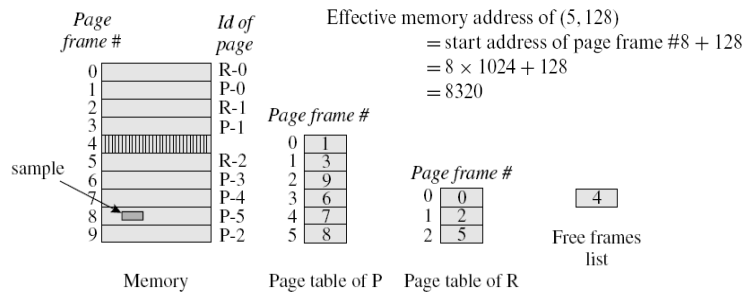 Page
frame #
Id of
page
Effective memory address of (5, 128)
= start address of page frame #8 + 128
= 8 × 1024 + 128
= 8320
0 R-0
1 P-0
2 R-1
3 P-1
4
5 R-2
6 P-3
7 P-4
8 P-5
9 P-2
sample
Memory
Page frame #
0 1
1 3
2 9
3 6
4 7
5 8
Page table of P
Page frame #
0 0
1 2
2 5
Page table of R
4
Free frames
list